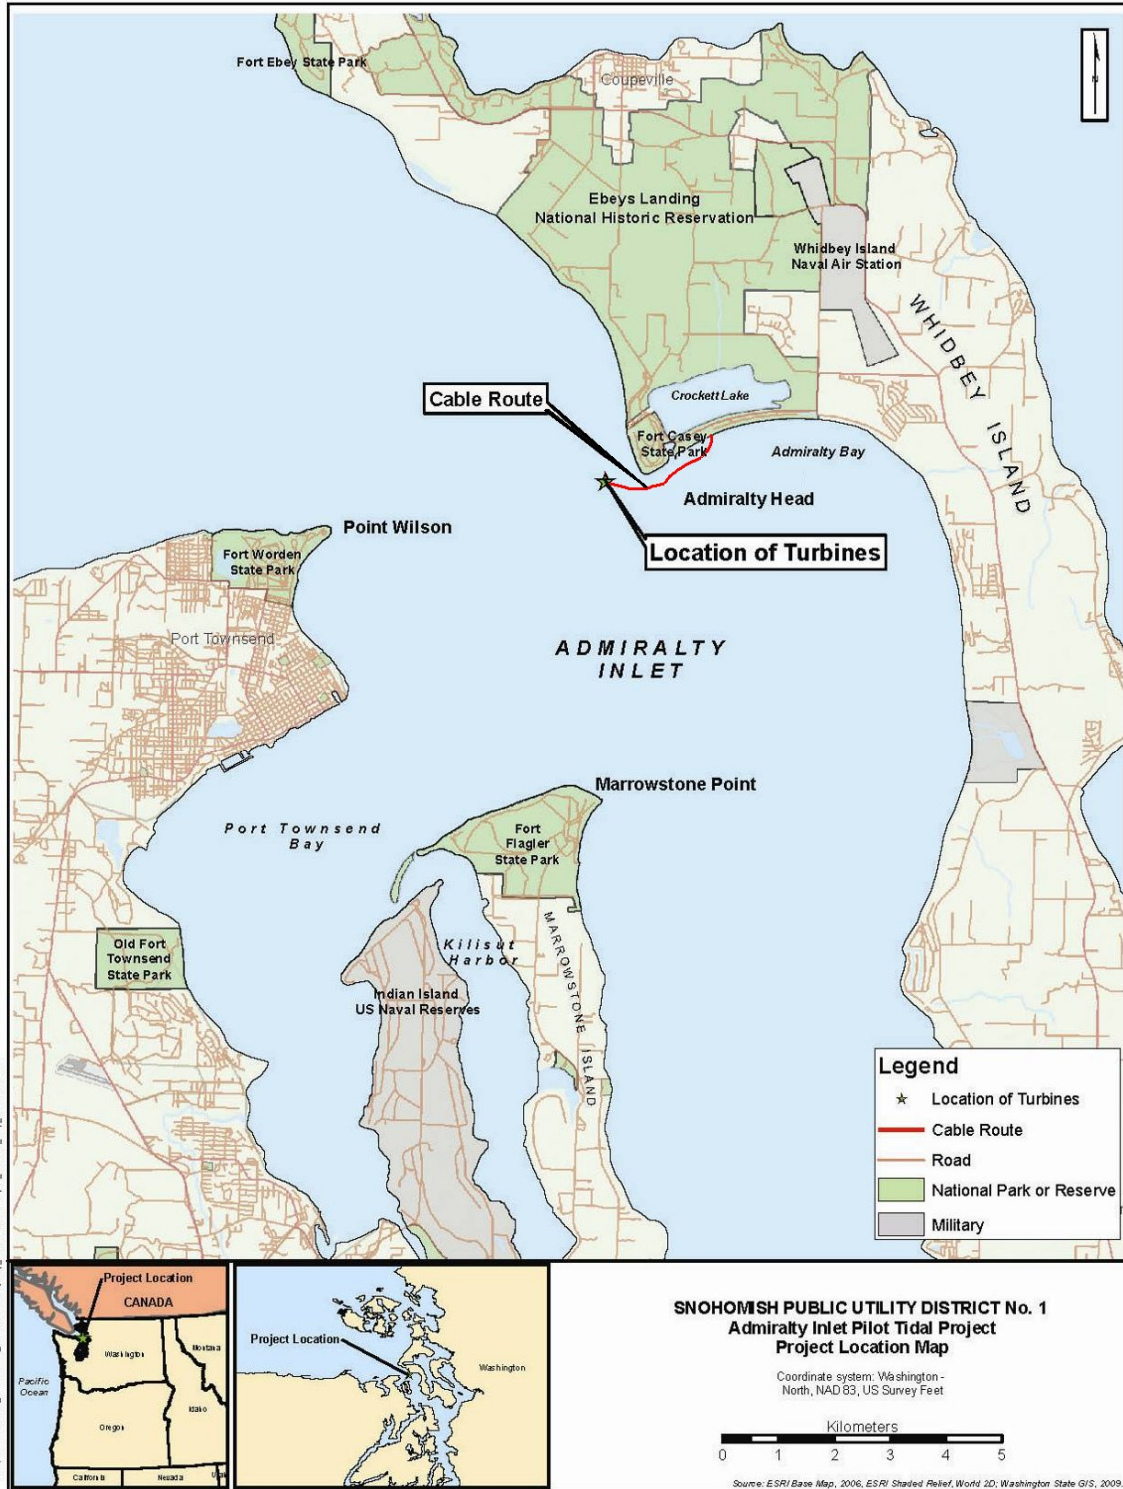 Fort Ebey State Park
Coupeville
N
Ebeys Landing
National Historic Reservation
Whidbey Island
Naval Air Station
WHIDBEY ISLAND
Cable Route
Crockett Lake
Fort Casey
State Park
Admiralty Bay
Admiralty Head
Point Wilson
Location of Turbines
Fort Worden
State Park
Port Townsend
ADMIRALTY
INLET
Marrowstone Point
Port Townsend
Bay
Fort
Flagler
State Park
Old Fort
Townsend
State Park
Kilisut
Harbor
MARROWSTONE ISLAND
Indian Island
US Naval Reserves
Legend
Location of Turbines
Cable Route
Road
National Park or Reserve
Military
Project Location
CANADA
Washington
Montana
Pacific
Ocean
Idaho
Oregon
California
Nevada
Project Location
Washington
SNOHOMISH PUBLIC UTILITY DISTRICT No. 1
Admiralty Inlet Pilot Tidal Project
Project Location Map
Coordinate system: Washington -
North, NAD 83, US Survey Feet
Kilometers
0 1 2 3 4 5
Source: ESRI Base Map, 2006, ESRI Shaded Relief, World 2D; Washington State GIS, 2009.